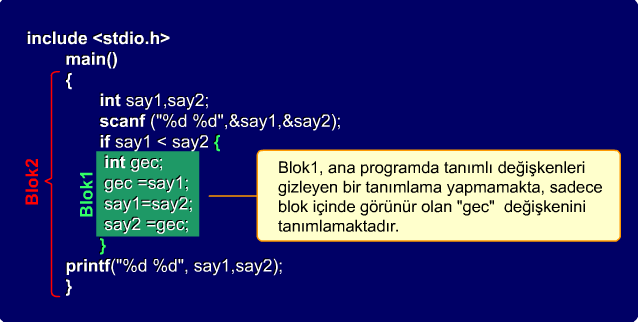 include <stdio.h>
main()
{
int say1,say2;
scanf ("%d %d",&say1,&say2);
if say1 < say2 {
int gec;
gec =say1;
say1=say2;
say2 =gec;
}
printf("%d %d", say1,say2);
}
Blok2
Blok1
Blok1, ana programda tanımlı değişkenleri
gizleyen bir tanımlama yapmamakta, sadece
blok içinde görünür olan "gec" değişkenini
tanımlamaktadır.